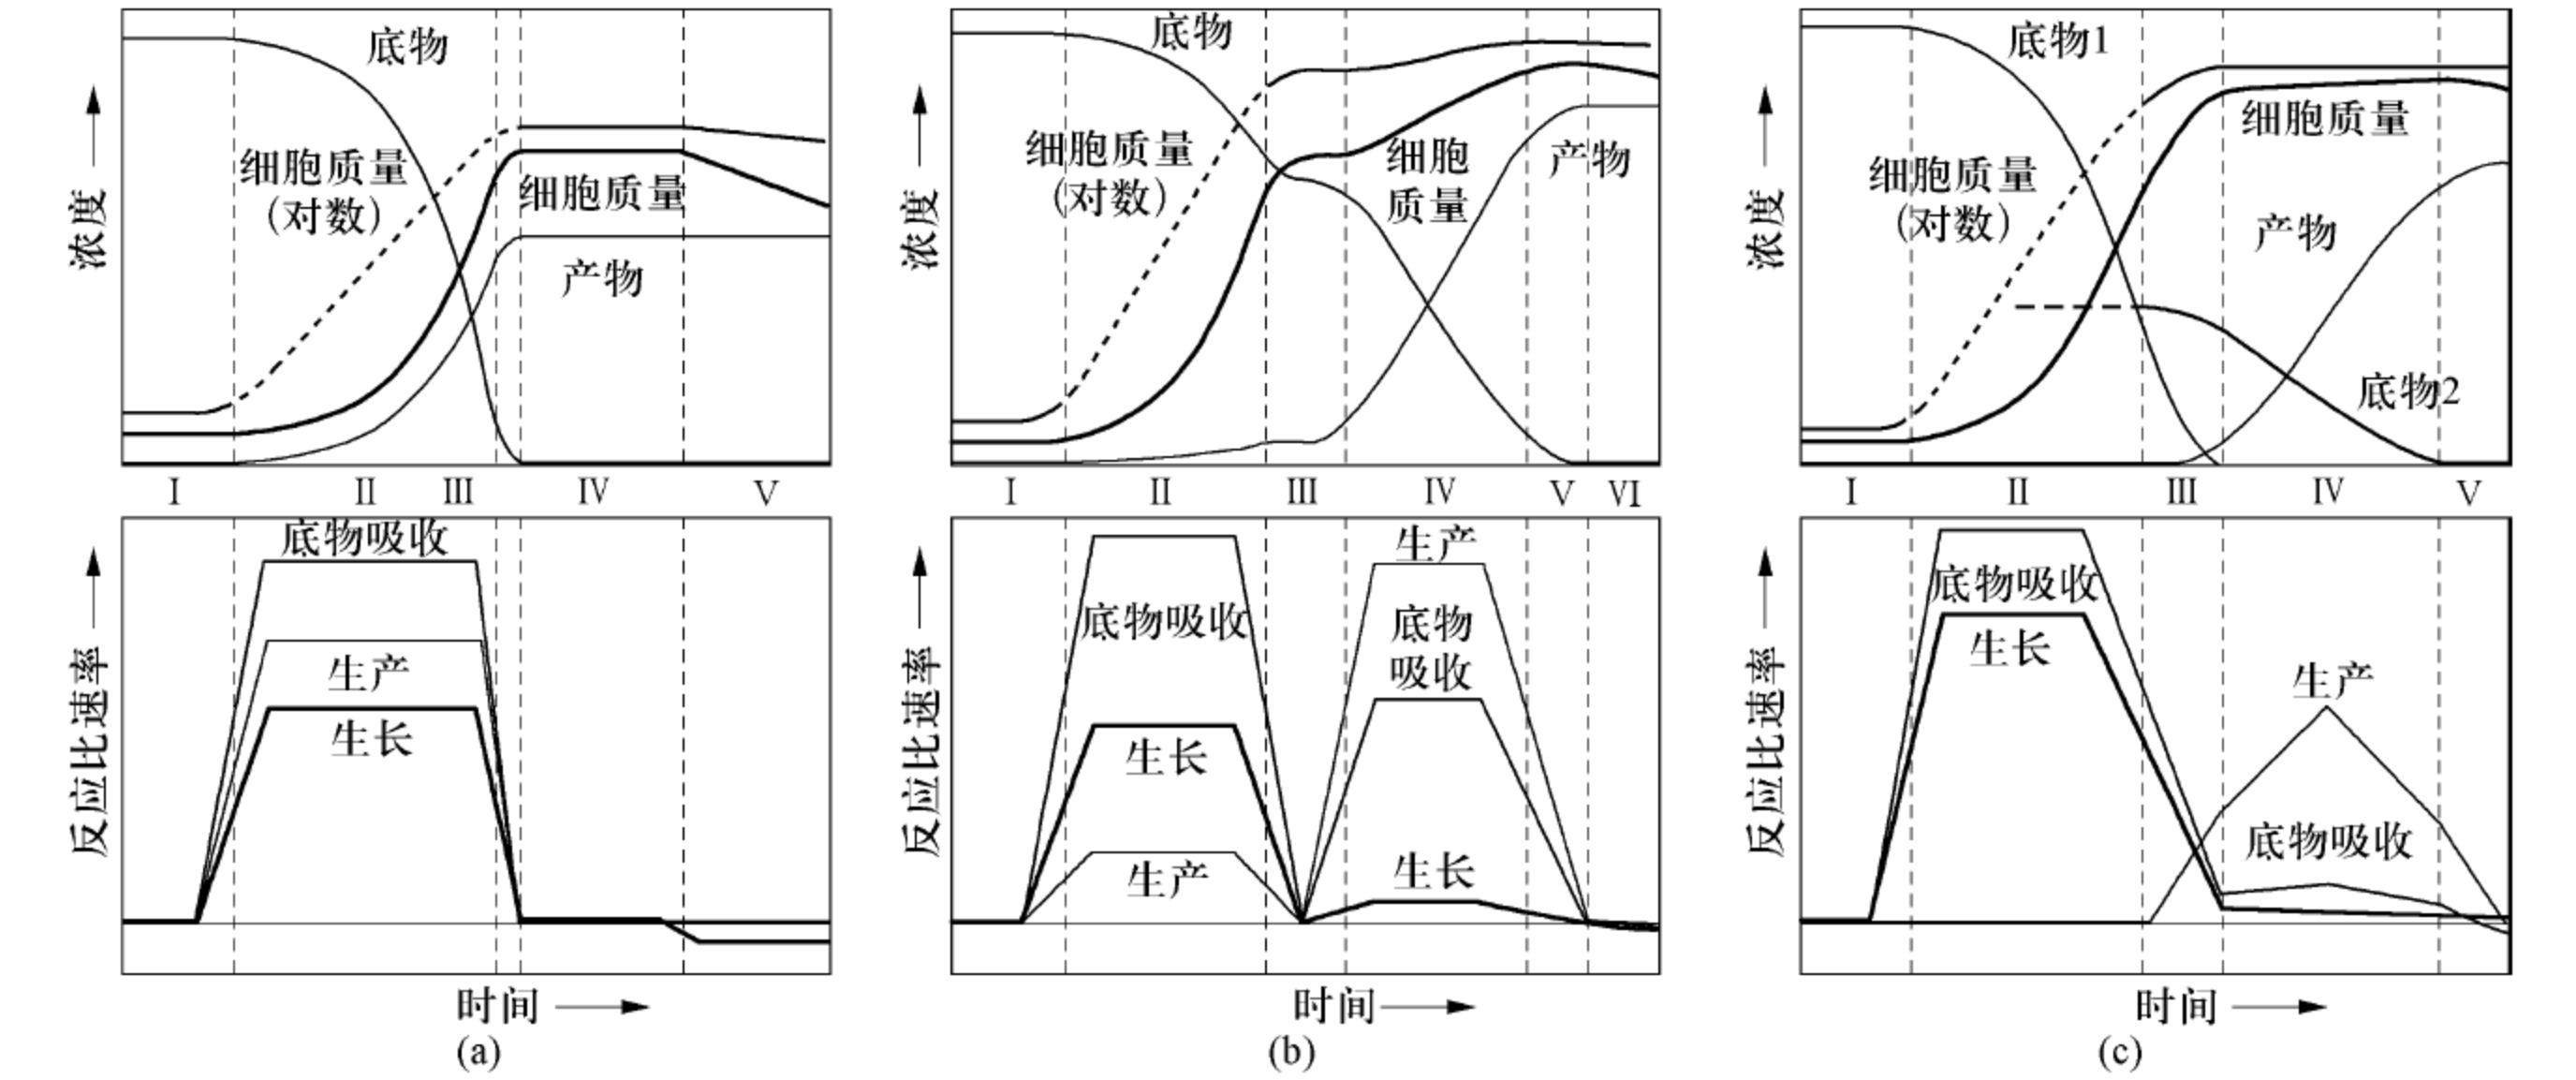 底物
细胞质量
(对数)
细胞质量
产物
浓度
I II III IV V
底物吸收
生产
生长
反应比速率
时间
(a)
底物
细胞质量
(对数)
细胞
质量
产物
浓度
I II III IV V VI
底物吸收
生长
生产
生产
底物
吸收
生长
反应比速率
时间
(b)
底物1
细胞质量
(对数)
细胞质量
产物
底物2
浓度
I II III IV V
底物吸收
生长
生产
底物吸收
反应比速率
时间
(c)